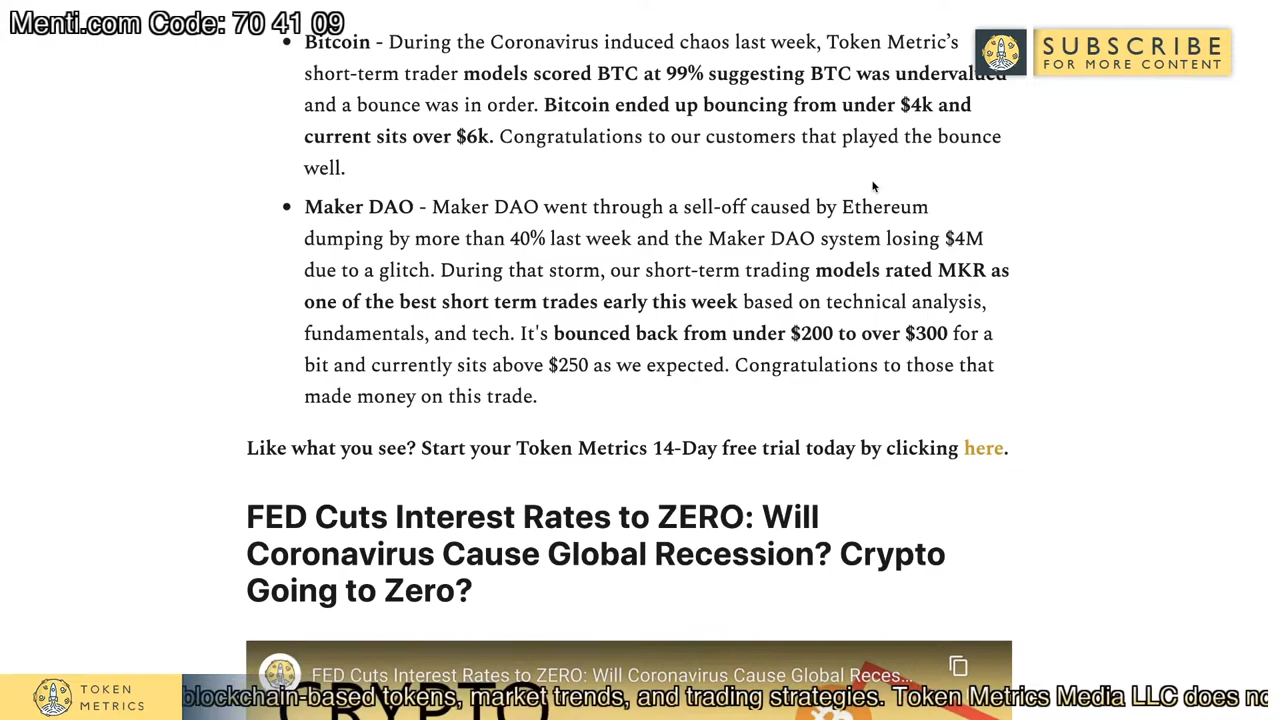 Menti.com Code: 70 41 09
SUBSCRIBE
FOR MORE CONTENT
Bitcoin - During the Coronavirus induced chaos last week, Token Metric’s
short-term trader models scored BTC at 99% suggesting BTC was undervalued
and a bounce was in order. Bitcoin ended up bouncing from under $4k and
current sits over $6k. Congratulations to our customers that played the bounce
well.
Maker DAO - Maker DAO went through a sell-off caused by Ethereum
dumping by more than 40% last week and the Maker DAO system losing $4M
due to a glitch. During that storm, our short-term trading models rated MKR as
one of the best short term trades early this week based on technical analysis,
fundamentals, and tech. It's bounced back from under $200 to over $300 for a
bit and currently sits above $250 as we expected. Congratulations to those that
made money on this trade.
Like what you see? Start your Token Metrics 14-Day free trial today by clicking here.
FED Cuts Interest Rates to ZERO: Will
Coronavirus Cause Global Recession? Crypto
Going to Zero?
FED Cuts Interest Rates to ZERO: Will Coronavirus Cause Global Reces...
CRYPTO
TOKEN
METRICS
blockchain-based tokens, market trends, and trading strategies. Token Metrics Media LLC does no